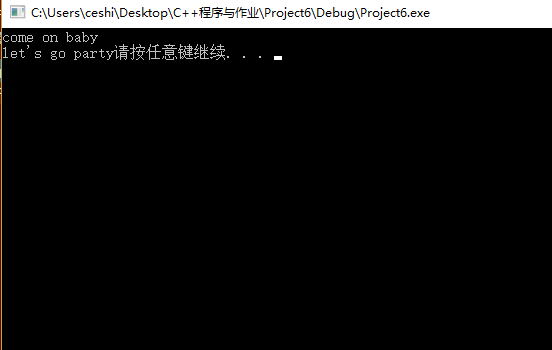 C:\Users\ceshi\Desktop\C++程序与作业\Project6\Debug\Project6.exe
come on baby
let's go party请按任意键继续. . .